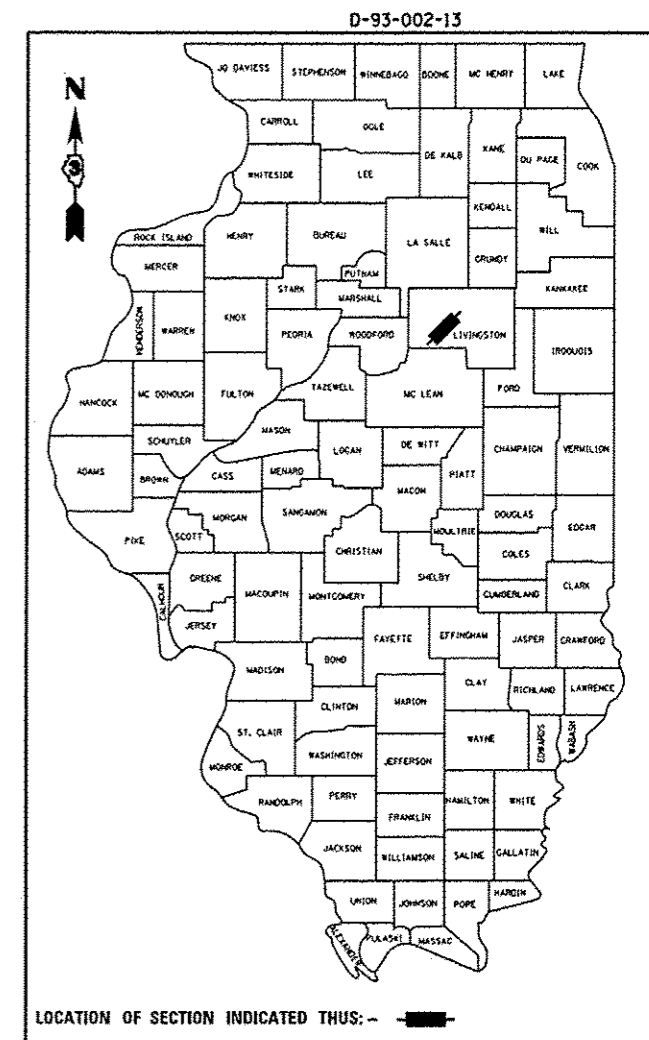 D-93-002-13
JO DAVIESS STEPHENSON WINNEBAGO BOONE MC HENRY LAKE
N
CARROLL OGLE
3
DE KALB KANE DU PAGE COOK
WHITESIDE LEE
KENDALL
ROCK ISLAND HENRY BUREAU LA SALLE GRUNDY WILL
MERCER PUTNAM
STARK MARSHALL KANKAKEE
HENDERSON WARREN KNOX PEORIA WOODFORD LIVINGSTON IROQUOIS
HANCOCK MC DONOUGH FULTON TAZEWELL MC LEAN FORD
SCHUYLER MASON LOGAN DE WITT CHAMPAIGN VERMILION
ADAMS BROWN CASS MENARD MACON PIATT
PIKE SCOTT MORGAN SANGAMON CHRISTIAN MOULTRIE DOUGLAS EDGAR
COLES
CALHOUN GREENE MACOUPIN MONTGOMERY SHELBY CUMBERLAND CLARK
JERSEY FAYETTE EFFINGHAM JASPER CRAWFORD
MADISON BOND
CLAY RICHLAND LAWRENCE
CLINTON MARION
ST. CLAIR WAYNE EDWARDS WABASH
WASHINGTON JEFFERSON
MONROE
RANDOLPH PERRY HAMILTON WHITE
FRANKLIN
JACKSON WILLIAMSON SALINE GALLATIN
UNION JOHNSON POPE HARDIN
ALEXANDER PULASKI MASSAC
LOCATION OF SECTION INDICATED THUS:-